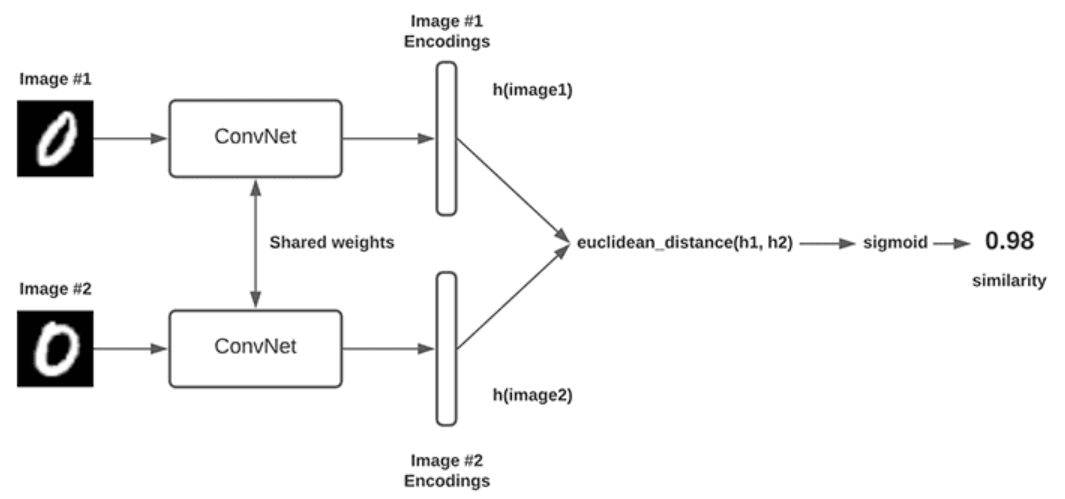 Image #1
Encodings
Image #1
h(image1)
ConvNet
Shared weights
euclidean_distance(h1, h2)
sigmoid
0.98
similarity
Image #2
ConvNet
h(image2)
Image #2
Encodings